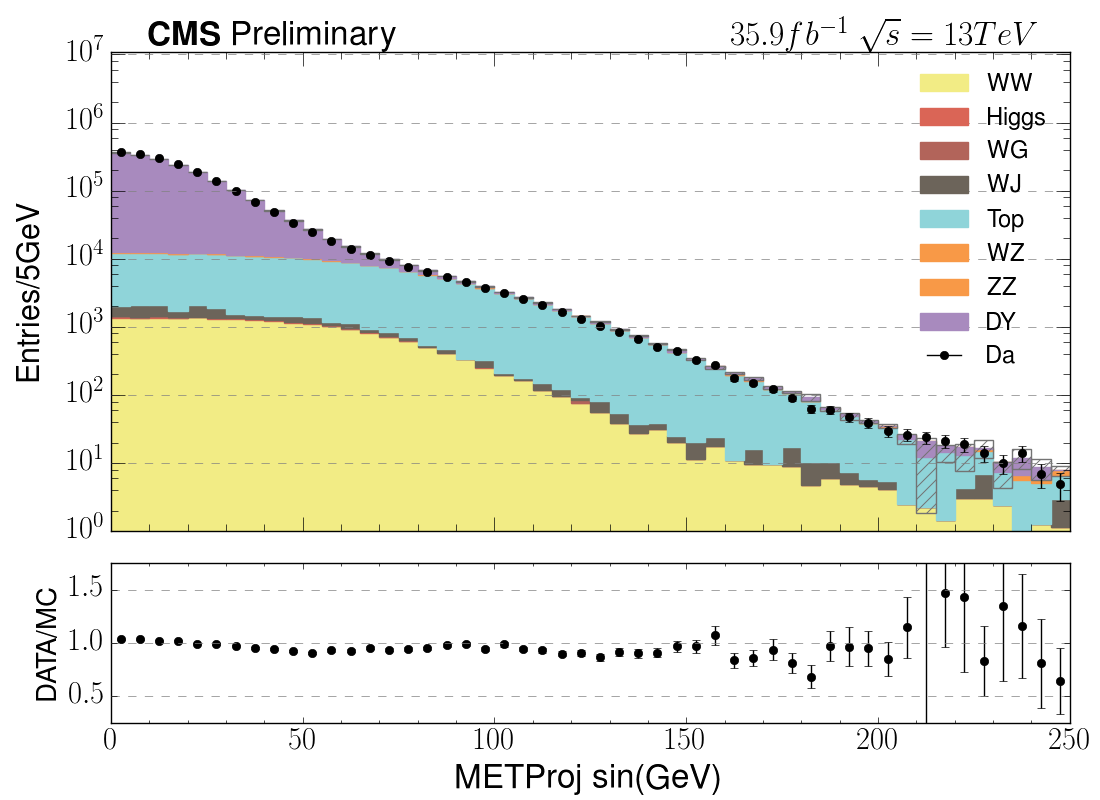 CMS Preliminary 35.9fb⁻¹ √s = 13TeV
10⁷
10⁶
10⁵
10⁴
10³
10²
10¹
10⁰
Entries/5GeV
WW
Higgs
WG
WJ
Top
WZ
ZZ
DY
Da
1.5
1.0
0.5
DATA/MC
0 50 100 150 200 250
METProj sin(GeV)